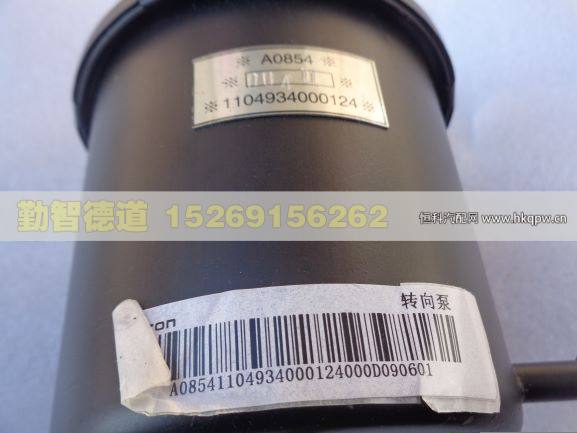 ※ A0854 ※
※ ※
※ 1104934000124 ※
勤智德道 15269156262
恒科汽配网 www.hkqpw.cn
转向泵
A08541104934000124000D090601